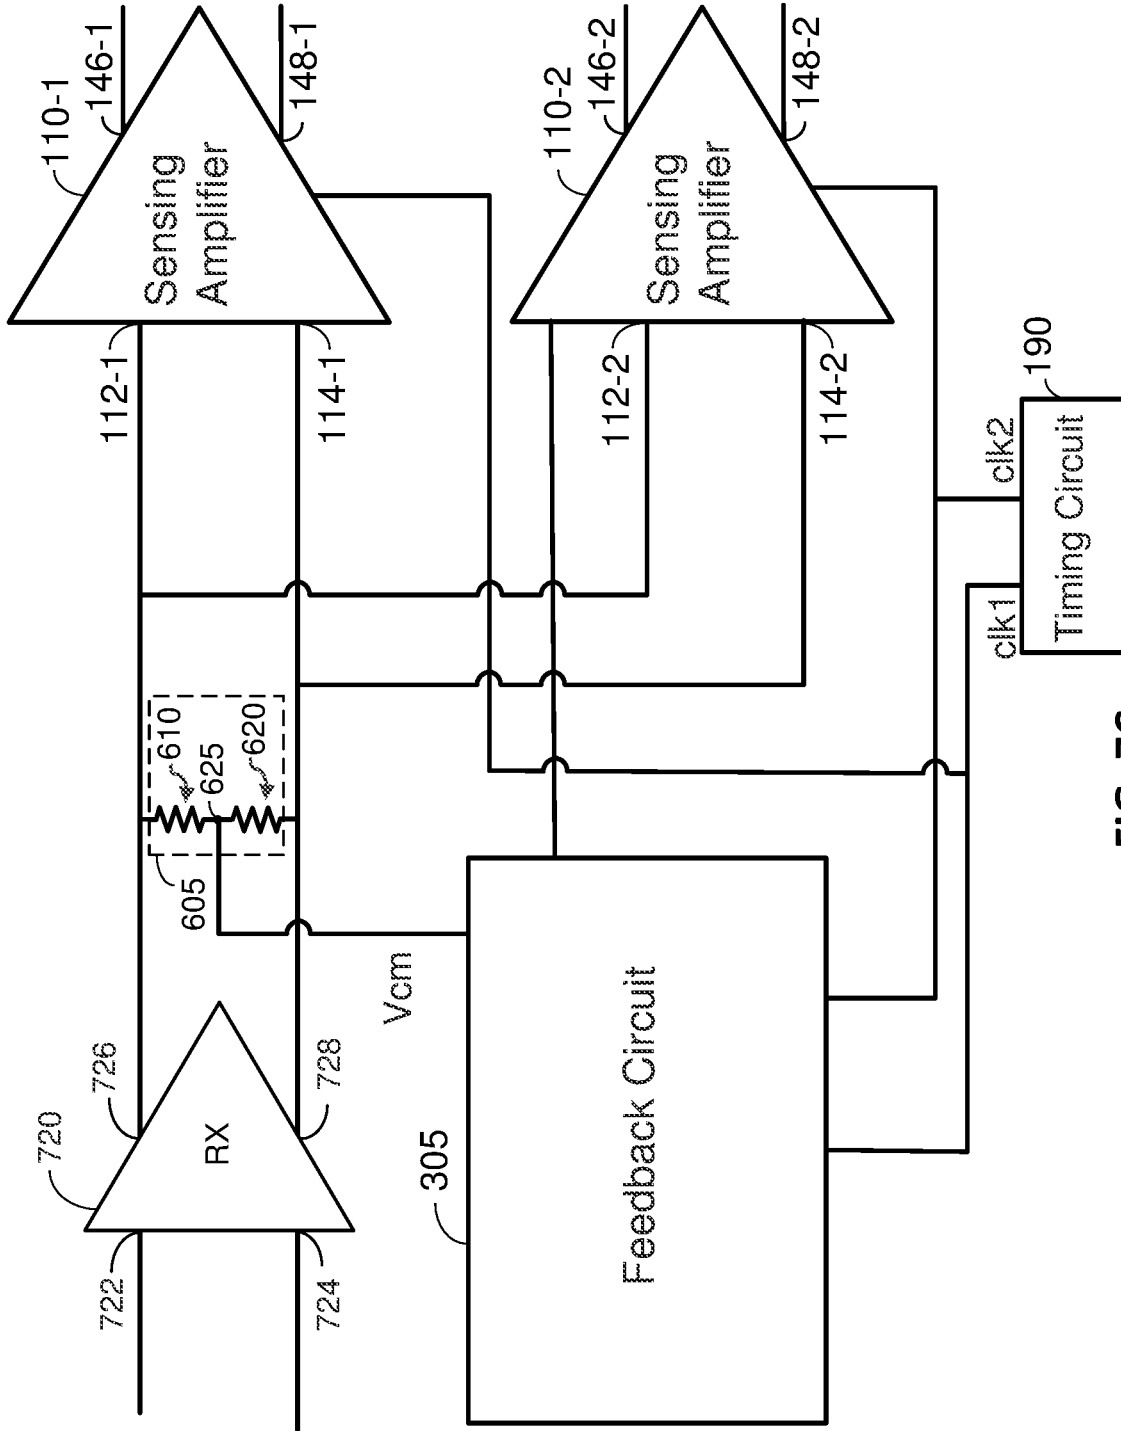 720
722
724
726
728
RX
605
610
625
620
Vcm
305
Feedback Circuit
110-1
112-1
114-1
146-1
148-1
Sensing
Amplifier
110-2
112-2
114-2
146-2
148-2
Sensing
Amplifier
clk1
clk2
Timing Circuit
190